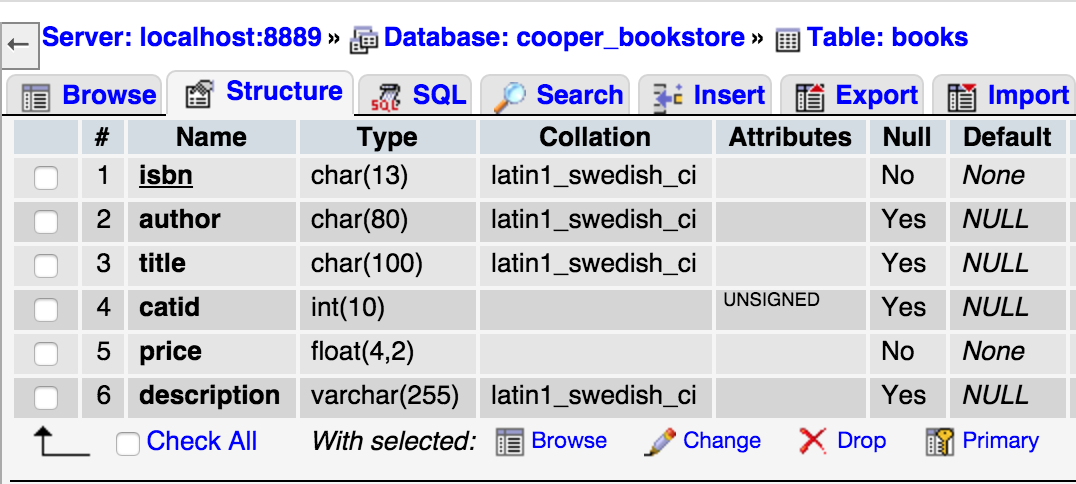 ← Server: localhost:8889 » Database: cooper_bookstore » Table: books
Browse Structure SQL Search Insert Export Import
# Name Type Collation Attributes Null Default
1 isbn char(13) latin1_swedish_ci No None
2 author char(80) latin1_swedish_ci Yes NULL
3 title char(100) latin1_swedish_ci Yes NULL
4 catid int(10) UNSIGNED Yes NULL
5 price float(4,2) No None
6 description varchar(255) latin1_swedish_ci Yes NULL
Check All With selected: Browse Change Drop Primary